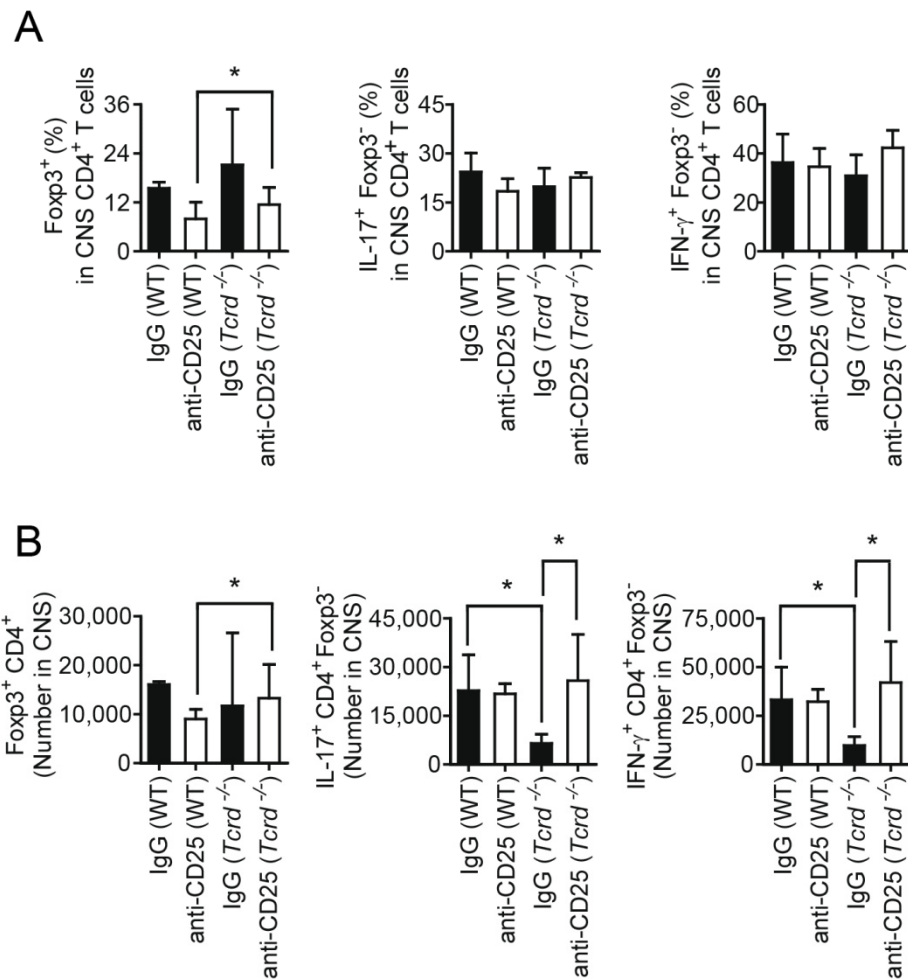 A
Foxp3⁺ (%)
in CNS CD4⁺ T cells
36
24
12
0
*
IgG (WT)
anti-CD25 (WT)
IgG (Tcrd -/-)
anti-CD25 (Tcrd -/-)
IL-17⁺ Foxp3⁻ (%)
in CNS CD4⁺ T cells
45
30
15
0
IgG (WT)
anti-CD25 (WT)
IgG (Tcrd -/-)
anti-CD25 (Tcrd -/-)
IFN-γ⁺ Foxp3⁻ (%)
in CNS CD4⁺ T cells
60
40
20
0
IgG (WT)
anti-CD25 (WT)
IgG (Tcrd -/-)
anti-CD25 (Tcrd -/-)
B
Foxp3⁺ CD4⁺
(Number in CNS)
30,000
20,000
10,000
0
*
IgG (WT)
anti-CD25 (WT)
IgG (Tcrd -/-)
anti-CD25 (Tcrd -/-)
IL-17⁺ CD4⁺ Foxp3⁻
(Number in CNS)
45,000
30,000
15,000
0
*
*
IgG (WT)
anti-CD25 (WT)
IgG (Tcrd -/-)
anti-CD25 (Tcrd -/-)
IFN-γ⁺ CD4⁺ Foxp3⁻
(Number in CNS)
75,000
50,000
25,000
0
*
*
IgG (WT)
anti-CD25 (WT)
IgG (Tcrd -/-)
anti-CD25 (Tcrd -/-)